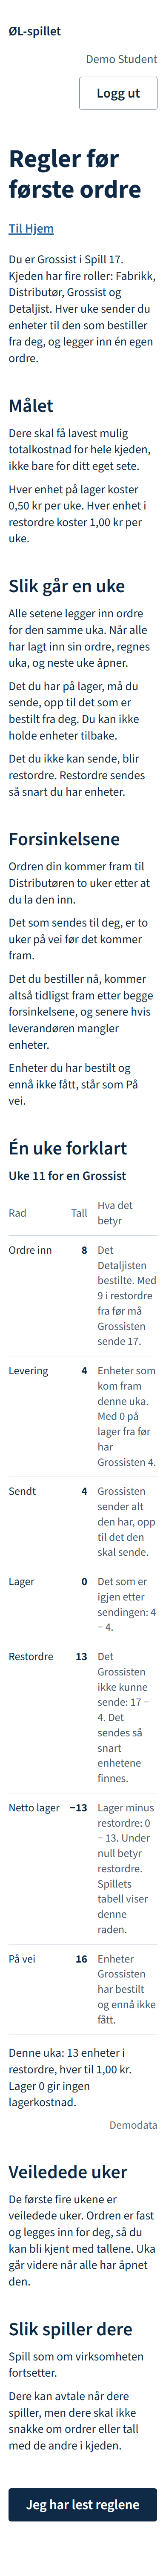 ØL-spillet
Demo Student
Logg ut
Regler før
første ordre
Til Hjem
Du er Grossist i Spill 17.
Kjeden har fire roller: Fabrikk,
Distributør, Grossist og
Detaljist. Hver uke sender du
enheter til den som bestiller
fra deg, og legger inn én egen
ordre.
Målet
Dere skal få lavest mulig
totalkostnad for hele kjeden,
ikke bare for ditt eget sete.
Hver enhet på lager koster
0,50 kr per uke. Hver enhet i
restordre koster 1,00 kr per
uke.
Slik går en uke
Alle setene legger inn ordre
for den samme uka. Når alle
har lagt inn sin ordre, regnes
uka, og neste uke åpner.
Det du har på lager, må du
sende, opp til det som er
bestilt fra deg. Du kan ikke
holde enheter tilbake.
Det du ikke kan sende, blir
restordre. Restordre sendes
så snart du har enheter.
Forsinkelsene
Ordren din kommer fram til
Distributøren to uker etter at
du la den inn.
Det som sendes til deg, er to
uker på vei før det kommer
fram.
Det du bestiller nå, kommer
altså tidligst fram etter begge
forsinkelsene, og senere hvis
leverandøren mangler
enheter.
Enheter du har bestilt og
ennå ikke fått, står som På
vei.
Én uke forklart
Uke 11 for en Grossist
Rad Tall Hva det
betyr
Ordre inn 8 Det
Detaljisten
bestilte. Med
9 i restordre
fra før må
Grossisten
sende 17.
Levering 4 Enheter som
kom fram
denne uka.
Med 0 på
lager fra før
har
Grossisten 4.
Sendt 4 Grossisten
sender alt
den har, opp
til det den
skal sende.
Lager 0 Det som er
igjen etter
sendingen: 4
− 4.
Restordre 13 Det
Grossisten
ikke kunne
sende: 17 −
4. Det
sendes så
snart
enhetene
finnes.
Netto lager −13 Lager minus
restordre: 0
− 13. Under
null betyr
restordre.
Spillets
tabell viser
denne
raden.
På vei 16 Enheter
Grossisten
har bestilt
og ennå ikke
fått.
Denne uka: 13 enheter i
restordre, hver til 1,00 kr.
Lager 0 gir ingen
lagerkostnad.
Demodata
Veiledede uker
De første fire ukene er
veiledede uker. Ordren er fast
og legges inn for deg, så du
kan bli kjent med tallene. Uka
går videre når alle har åpnet
den.
Slik spiller dere
Spill som om virksomheten
fortsetter.
Dere kan avtale når dere
spiller, men dere skal ikke
snakke om ordrer eller tall
med de andre i kjeden.
Jeg har lest reglene